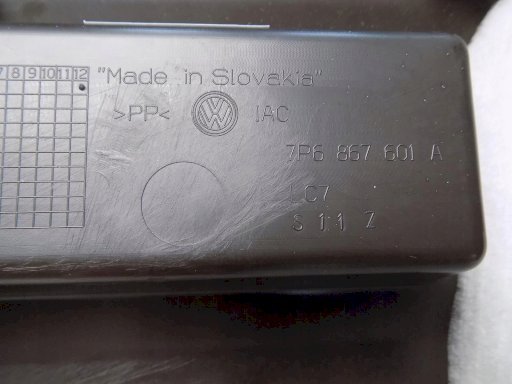 7 8 9 10 11 12
"Made in Slovakia"
>PP< VW IAC
7P6 867 601 A
LC7
S 11 Z